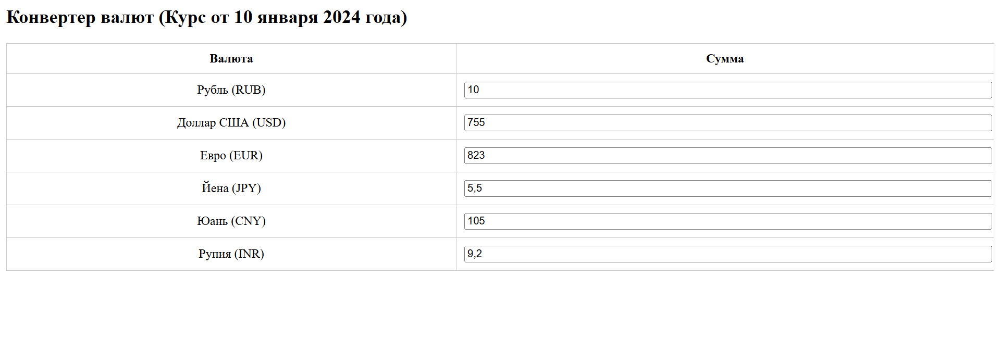 Конвертер валют (Курс от 10 января 2024 года)
Валюта Сумма
Рубль (RUB) 10
Доллар США (USD) 755
Евро (EUR) 823
Йена (JPY) 5,5
Юань (CNY) 105
Рупия (INR) 9,2